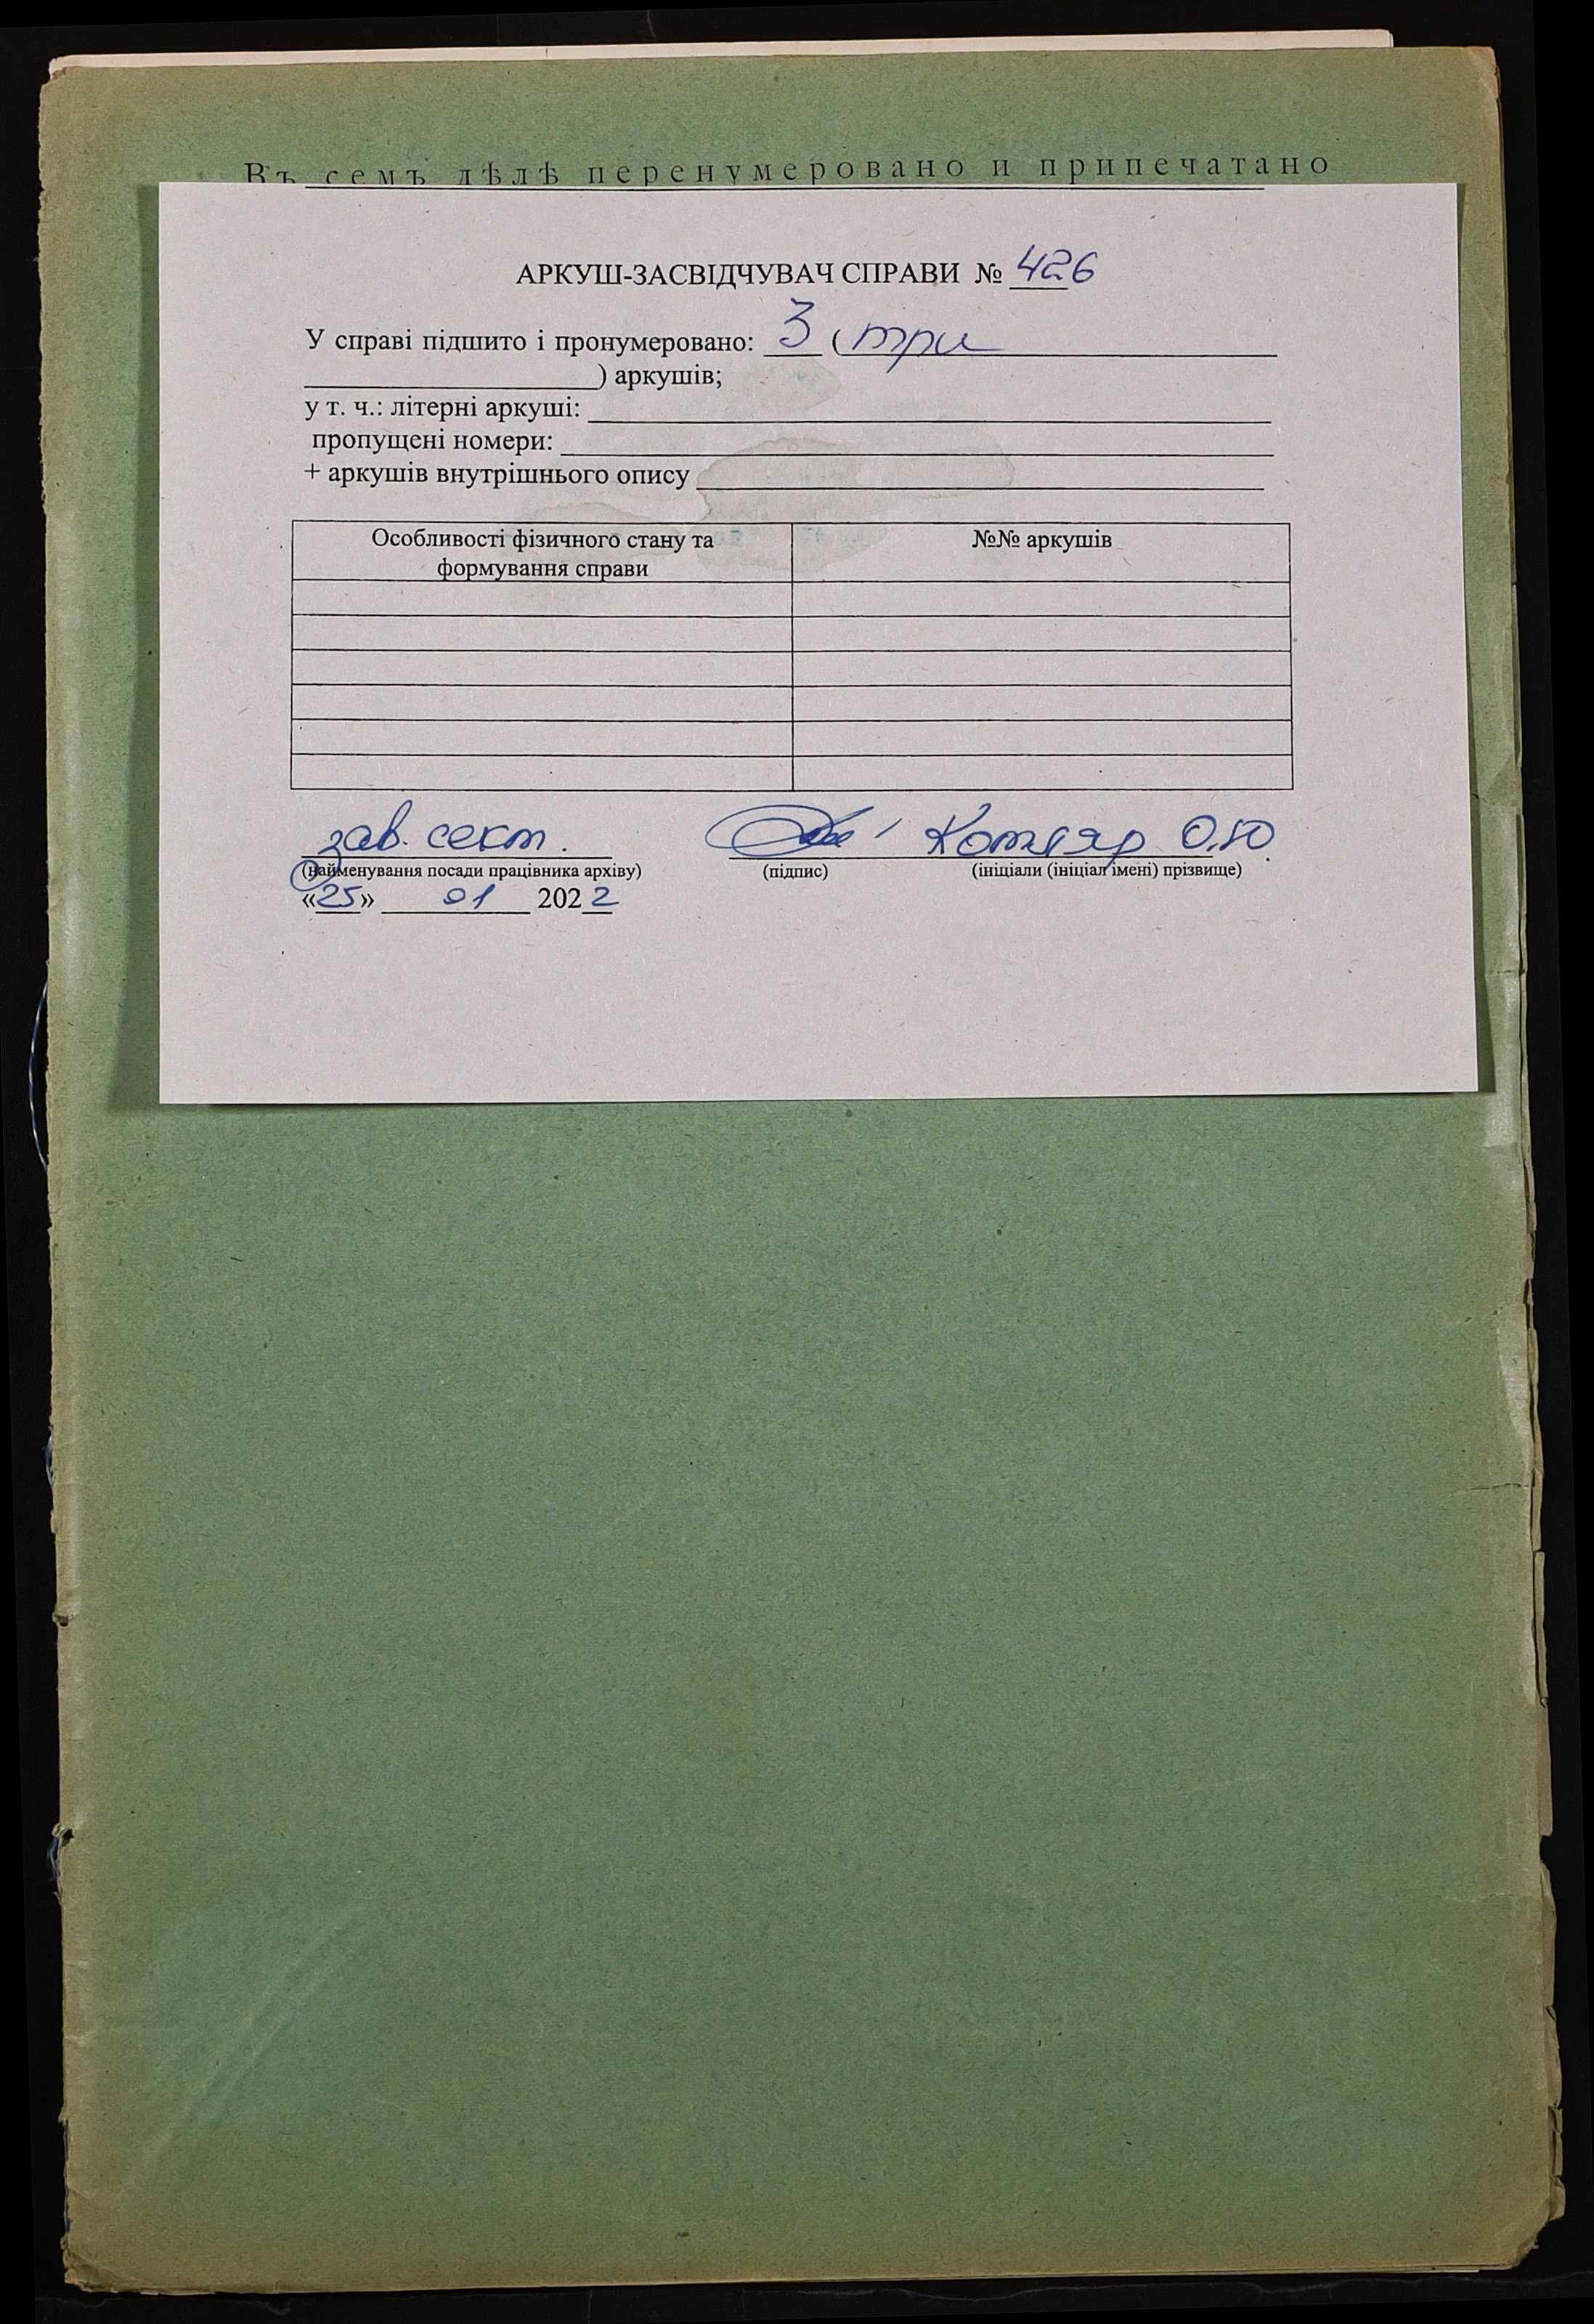 Въ семъ дѣлѣ перенумеровано и припечатано
АРКУШ-ЗАСВІДЧУВАЧ СПРАВИ № 426
У справі підшито і пронумеровано: 3 ( три
) аркушів;
у т. ч.: літерні аркуші:
пропущені номери:
+ аркушів внутрішнього опису
Особливості фізичного стану та
формування справи
№№ аркушів
зав. сект. Котляр О.Ю
(найменування посади працівника архіву) (підпис) (ініціали (ініціал імені) прізвище)
«25» 01 2022